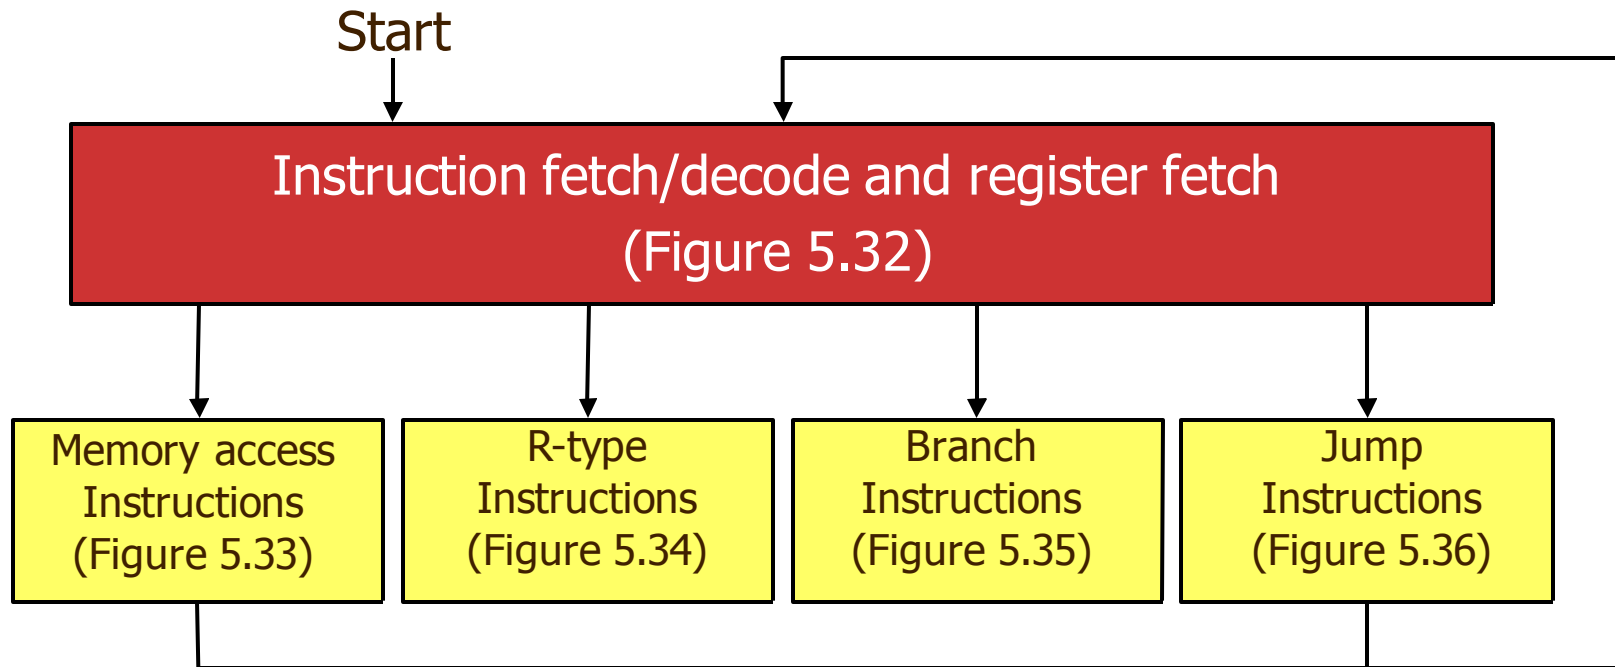 Start
Instruction fetch/decode and register fetch
(Figure 5.32)
Memory access
Instructions
(Figure 5.33)
R-type
Instructions
(Figure 5.34)
Branch
Instructions
(Figure 5.35)
Jump
Instructions
(Figure 5.36)